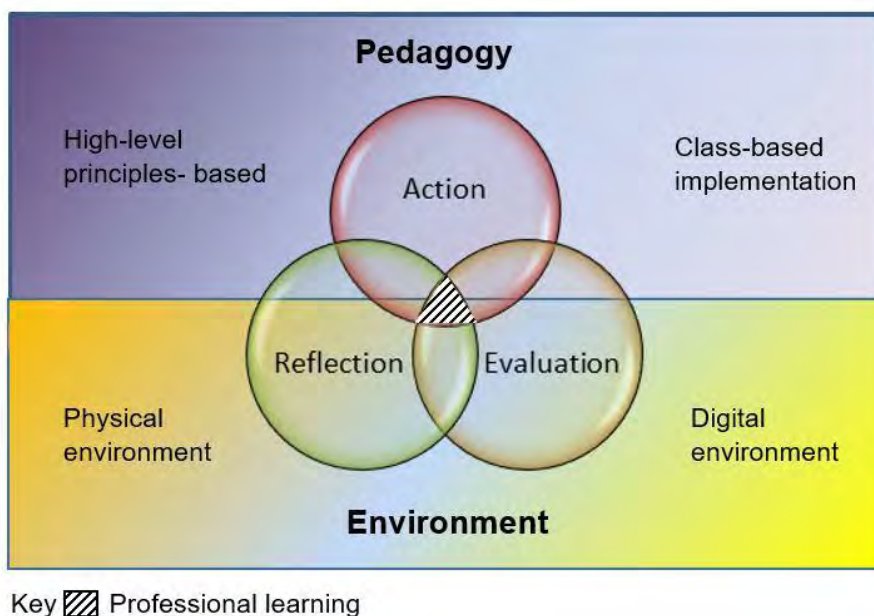 Pedagogy
High-level
principles- based
Class-based
implementation
Action
Reflection
Evaluation
Physical
environment
Digital
environment
Environment
Key Professional learning